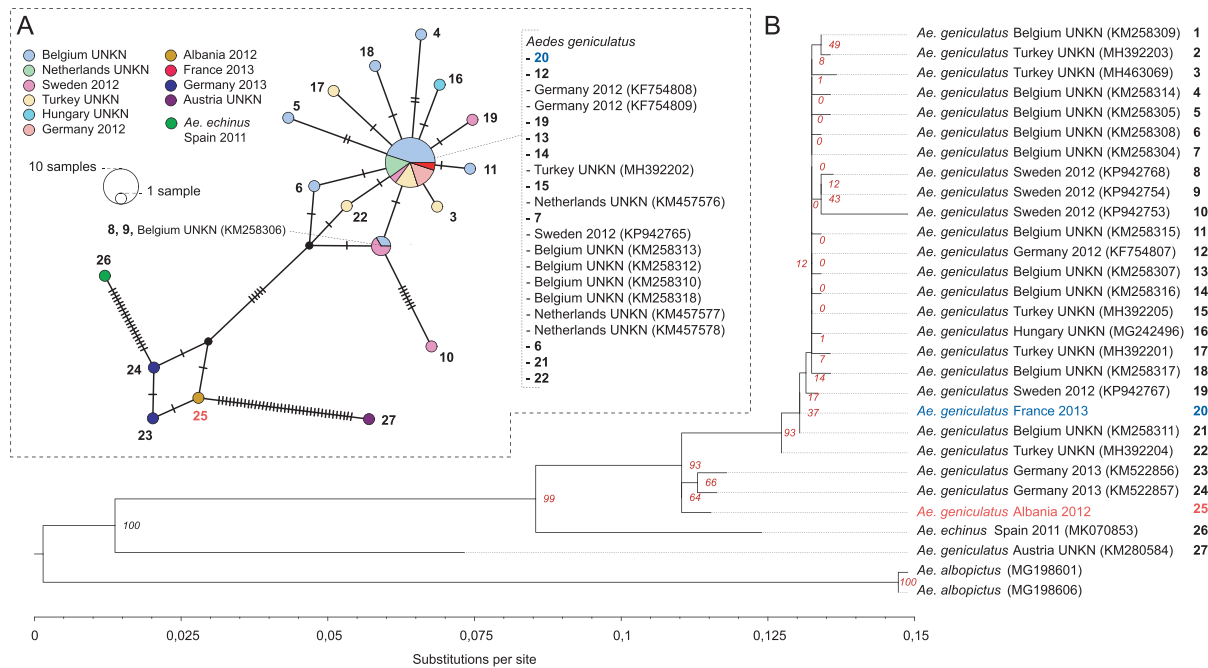 A
Belgium UNKN
Netherlands UNKN
Sweden 2012
Turkey UNKN
Hungary UNKN
Germany 2012
Albania 2012
France 2013
Germany 2013
Austria UNKN
Ae. echinus
Spain 2011
10 samples
1 sample
4
18
17
16
5
19
11
6
22
3
8, 9, Belgium UNKN (KM258306)
26
10
24
25
23
27
Aedes geniculatus
- 20
- 12
- Germany 2012 (KF754808)
- Germany 2012 (KF754809)
- 19
- 13
- 14
- Turkey UNKN (MH392202)
- 15
- Netherlands UNKN (KM457576)
- 7
- Sweden 2012 (KP942765)
- Belgium UNKN (KM258313)
- Belgium UNKN (KM258312)
- Belgium UNKN (KM258310)
- Belgium UNKN (KM258318)
- Netherlands UNKN (KM457577)
- Netherlands UNKN (KM457578)
- 6
- 21
- 22
B
Ae. geniculatus Belgium UNKN (KM258309) 1
Ae. geniculatus Turkey UNKN (MH392203) 2
Ae. geniculatus Turkey UNKN (MH463069) 3
Ae. geniculatus Belgium UNKN (KM258314) 4
Ae. geniculatus Belgium UNKN (KM258305) 5
Ae. geniculatus Belgium UNKN (KM258308) 6
Ae. geniculatus Belgium UNKN (KM258304) 7
Ae. geniculatus Sweden 2012 (KP942768) 8
Ae. geniculatus Sweden 2012 (KP942754) 9
Ae. geniculatus Sweden 2012 (KP942753) 10
Ae. geniculatus Belgium UNKN (KM258315) 11
Ae. geniculatus Germany 2012 (KF754807) 12
Ae. geniculatus Belgium UNKN (KM258307) 13
Ae. geniculatus Belgium UNKN (KM258316) 14
Ae. geniculatus Turkey UNKN (MH392205) 15
Ae. geniculatus Hungary UNKN (MG242496) 16
Ae. geniculatus Turkey UNKN (MH392201) 17
Ae. geniculatus Belgium UNKN (KM258317) 18
Ae. geniculatus Sweden 2012 (KP942767) 19
Ae. geniculatus France 2013 20
Ae. geniculatus Belgium UNKN (KM258311) 21
Ae. geniculatus Turkey UNKN (MH392204) 22
Ae. geniculatus Germany 2013 (KM522856) 23
Ae. geniculatus Germany 2013 (KM522857) 24
Ae. geniculatus Albania 2012 25
Ae. echinus Spain 2011 (MK070853) 26
Ae. geniculatus Austria UNKN (KM280584) 27
Ae. albopictus (MG198601)
Ae. albopictus (MG198606)
49
8
1
0
0
0
0
12
43
0
0
12
0
0
0
1
7
14
17
37
93
93
66
64
99
100
100
0 0,025 0,05 0,075 0,1 0,125 0,15
Substitutions per site